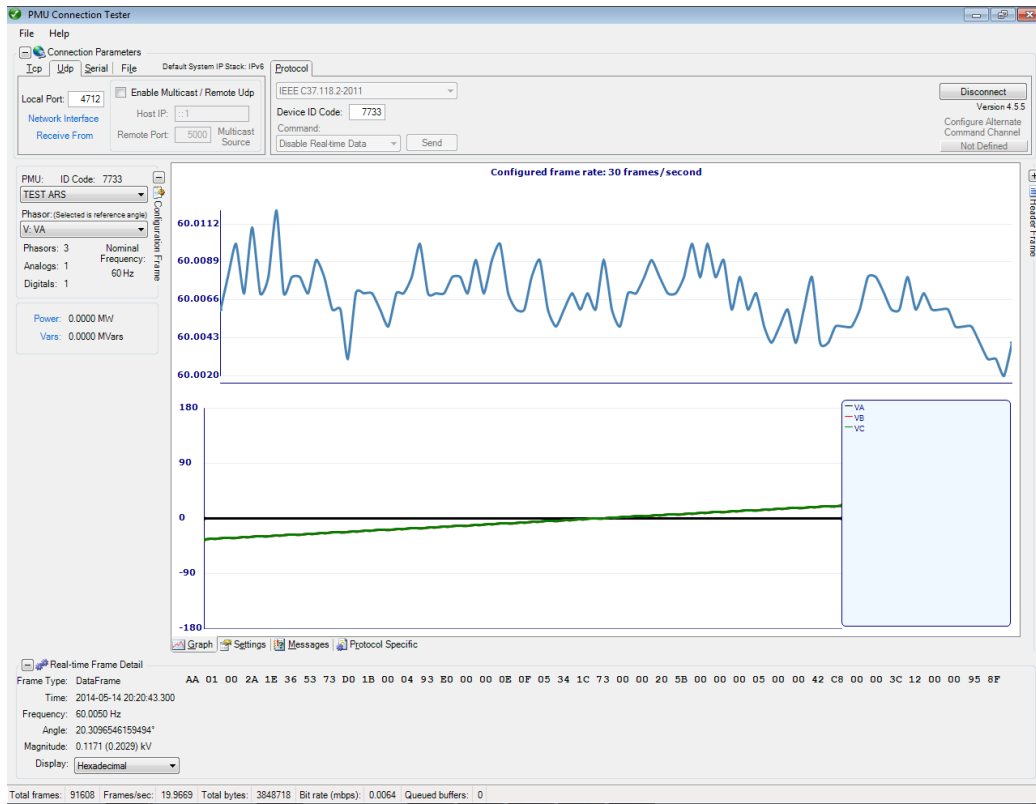 PMU Connection Tester
File Help
Connection Parameters
Tcp Udp Serial File Default System IP Stack: IPv6
Local Port: 4712
Enable Multicast / Remote Udp
Network Interface
Host IP: ::1
Receive From
Remote Port: 5000 Multicast Source
Protocol
IEEE C37.118.2-2011
Device ID Code: 7733
Command:
Disable Real-time Data Send
Disconnect
Version 4.5.5
Configure Alternate
Command Channel
Not Defined
PMU: ID Code: 7733
TEST ARS
Phasor: (Selected is reference angle)
V: VA
Phasors: 3
Analogs: 1
Digitals: 1
Nominal
Frequency:
60 Hz
Power: 0.0000 MW
Vars: 0.0000 MVars
Configuration Frame
Configured frame rate: 30 frames/second
60.0112
60.0089
60.0066
60.0043
60.0020
180
90
0
-90
-180
VA
VB
VC
Header Frame
Graph Settings Messages Protocol Specific
Real-time Frame Detail
Frame Type: DataFrame
AA 01 00 2A 1E 36 53 73 D0 1B 00 04 93 E0 00 00 0E 0F 05 34 1C 73 00 00 20 5B 00 00 00 05 00 00 42 C8 00 00 3C 12 00 00 95 8F
Time: 2014-05-14 20:20:43.300
Frequency: 60.0050 Hz
Angle: 20.3096546159494°
Magnitude: 0.1171 (0.2029) kV
Display: Hexadecimal
Total frames: 91608 Frames/sec: 19.9669 Total bytes: 3848718 Bit rate (mbps): 0.0064 Queued buffers: 0